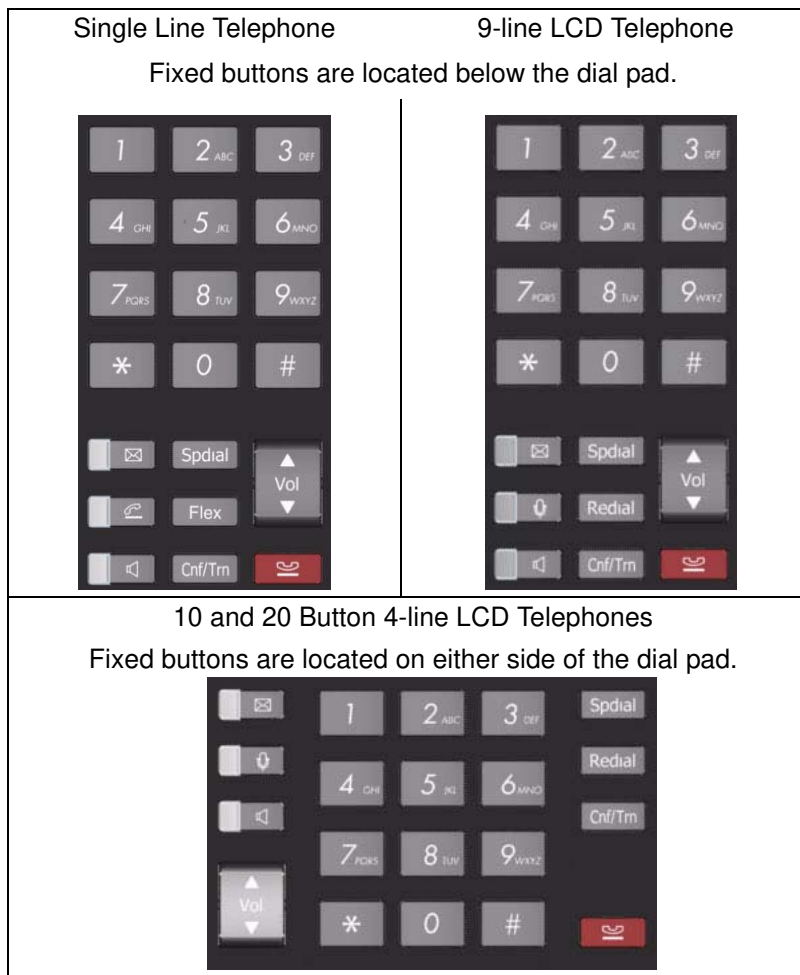 Single Line Telephone 9-line LCD Telephone
Fixed buttons are located below the dial pad.
1 2 ABC 3 DEF
4 GHI 5 JKL 6 MNO
7 PQRS 8 TUV 9 WXYZ
* 0 #
Spdial
Vol
Flex
Cnf/Trn
1 2 ABC 3 DEF
4 GHI 5 JKL 6 MNO
7 PQRS 8 TUV 9 WXYZ
* 0 #
Spdial
Vol
Redial
Cnf/Trn
10 and 20 Button 4-line LCD Telephones
Fixed buttons are located on either side of the dial pad.
1 2 ABC 3 DEF Spdial
Redial
4 GHI 5 JKL 6 MNO
Cnf/Trn
7 PQRS 8 TUV 9 WXYZ
Vol
* 0 #